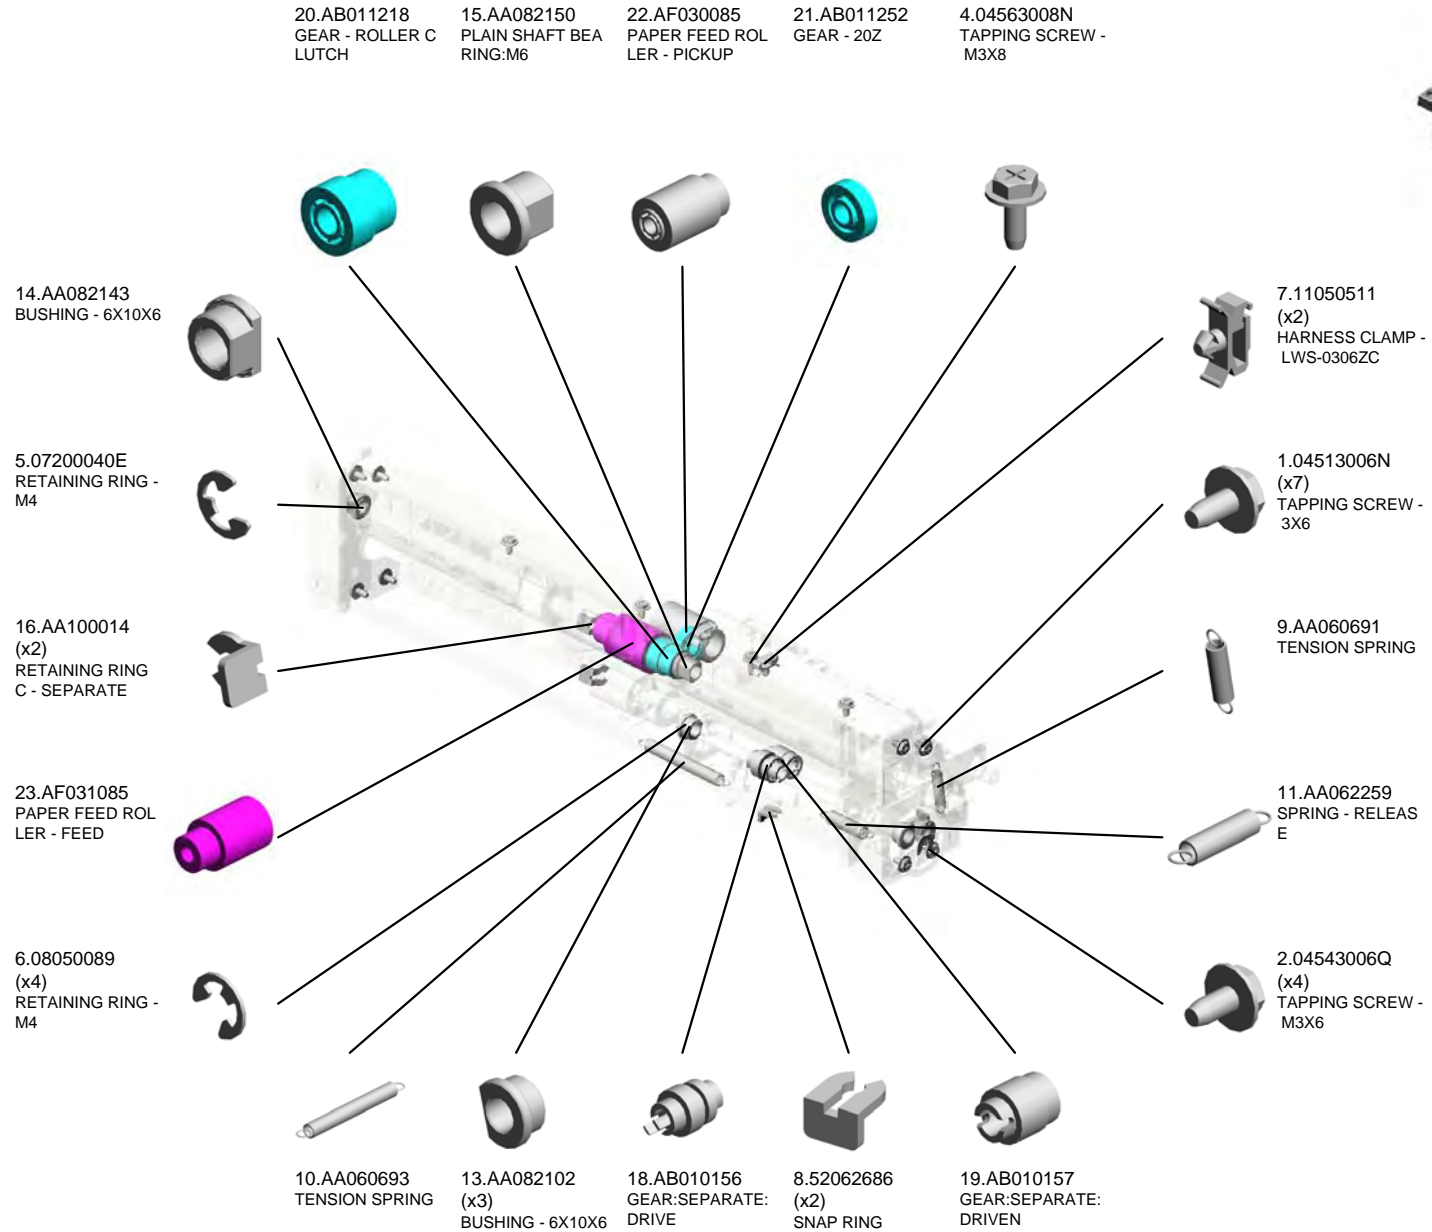 20.AB011218
GEAR - ROLLER C
LUTCH
15.AA082150
PLAIN SHAFT BEA
RING:M6
22.AF030085
PAPER FEED ROL
LER - PICKUP
21.AB011252
GEAR - 20Z
4.04563008N
TAPPING SCREW -
M3X8
14.AA082143
BUSHING - 6X10X6
7.11050511
(x2)
HARNESS CLAMP -
LWS-0306ZC
5.07200040E
RETAINING RING -
M4
1.04513006N
(x7)
TAPPING SCREW -
3X6
16.AA100014
(x2)
RETAINING RING
C - SEPARATE
9.AA060691
TENSION SPRING
23.AF031085
PAPER FEED ROL
LER - FEED
11.AA062259
SPRING - RELEAS
E
6.08050089
(x4)
RETAINING RING -
M4
2.04543006Q
(x4)
TAPPING SCREW -
M3X6
10.AA060693
TENSION SPRING
13.AA082102
(x3)
BUSHING - 6X10X6
18.AB010156
GEAR:SEPARATE:
DRIVE
8.52062686
(x2)
SNAP RING
19.AB010157
GEAR:SEPARATE:
DRIVEN